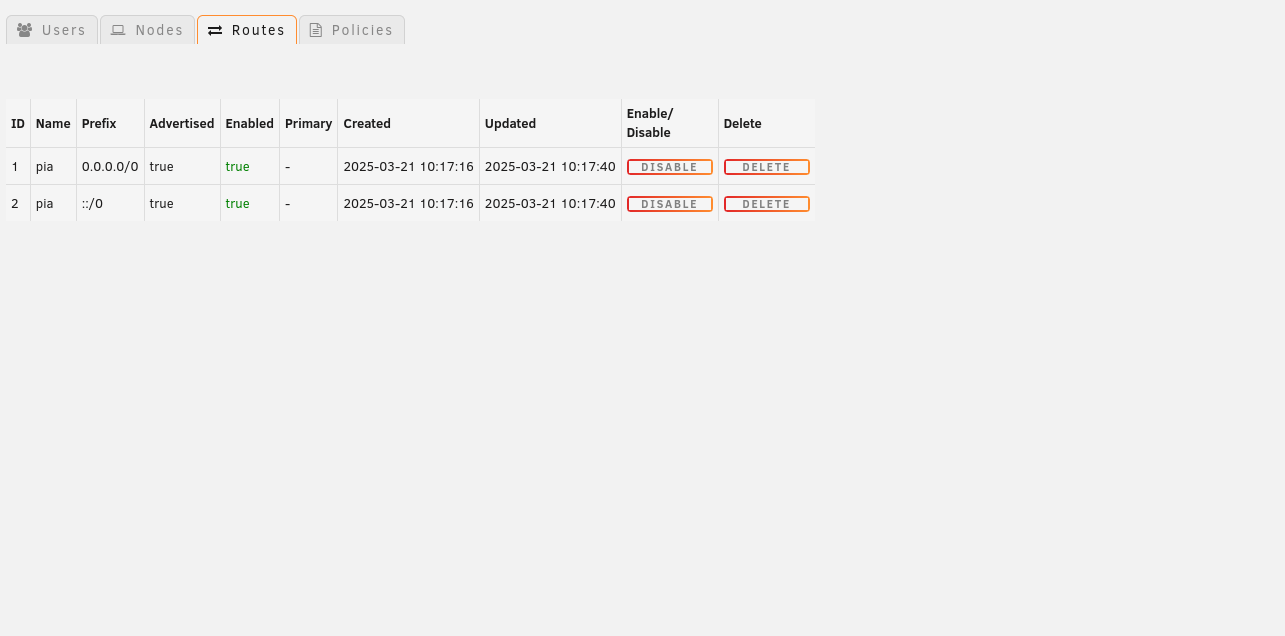 Users Nodes Routes Policies
ID Name Prefix Advertised Enabled Primary Created Updated Enable/ Delete
Disable
1 pia 0.0.0.0/0 true true - 2025-03-21 10:17:16 2025-03-21 10:17:40 DISABLE DELETE
2 pia ::/0 true true - 2025-03-21 10:17:16 2025-03-21 10:17:40 DISABLE DELETE